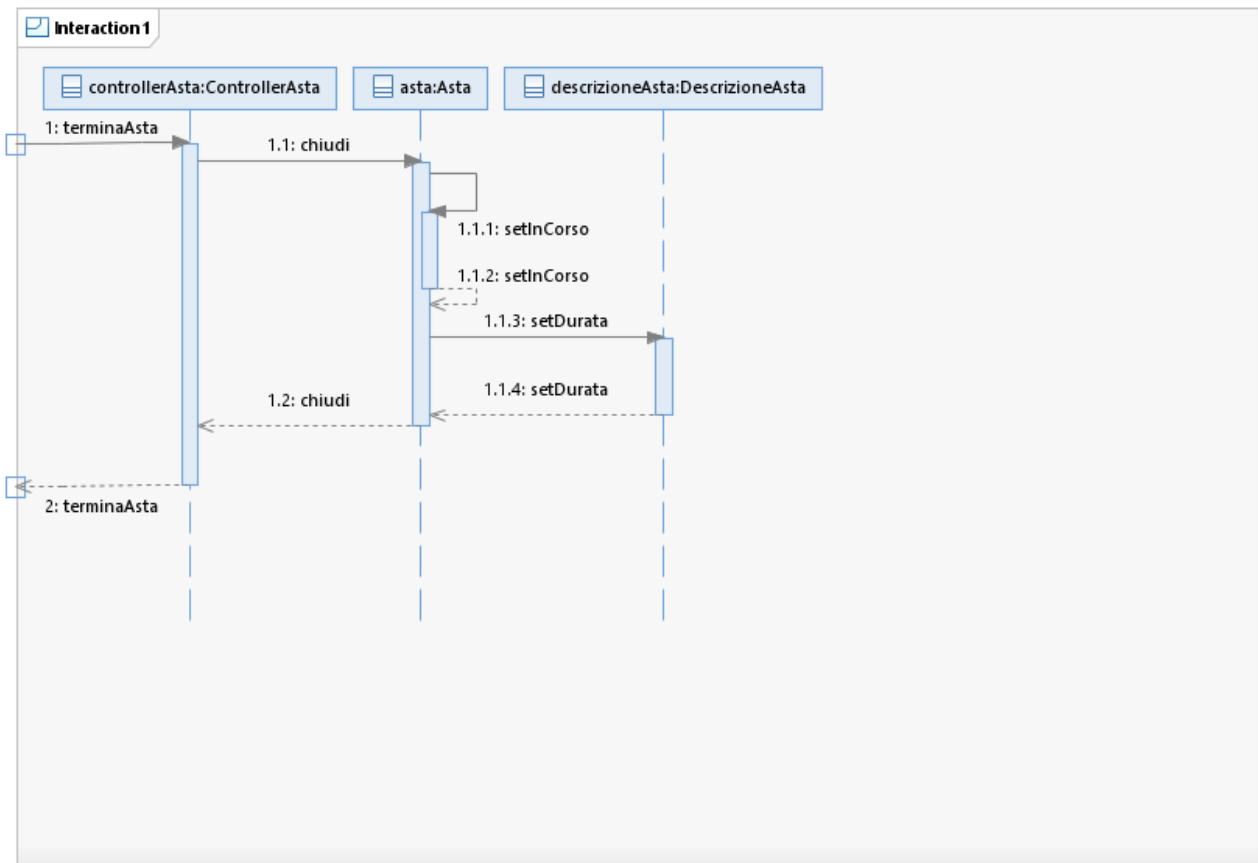 Interaction1
controllerAsta:ControllerAsta
asta:Asta
descrizioneAsta:DescrizioneAsta
1: terminaAsta
1.1: chiudi
1.1.1: setInCorso
1.1.2: setInCorso
1.1.3: setDurata
1.1.4: setDurata
1.2: chiudi
2: terminaAsta